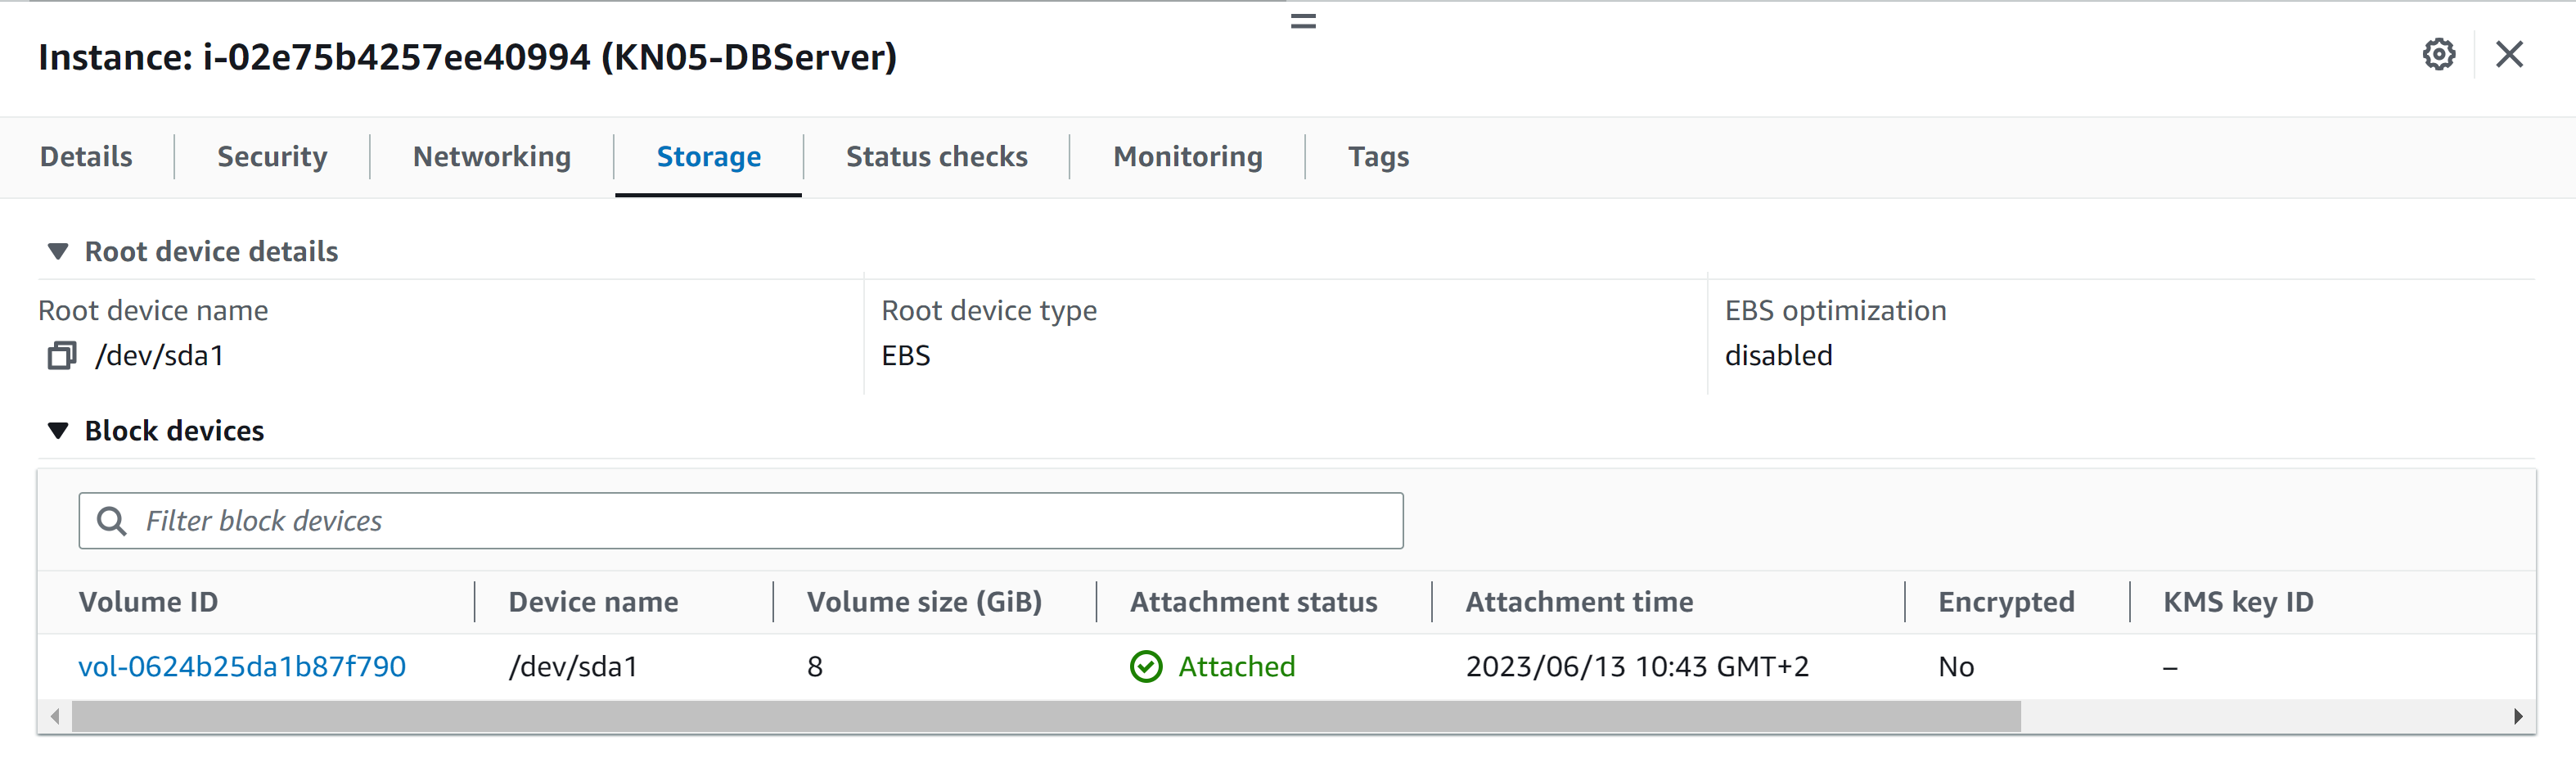 Instance: i-02e75b4257ee40994 (KN05-DBServer)
Details Security Networking Storage Status checks Monitoring Tags
Root device details
Root device name Root device type EBS optimization
/dev/sda1 EBS disabled
Block devices
Filter block devices
Volume ID Device name Volume size (GiB) Attachment status Attachment time Encrypted KMS key ID
vol-0624b25da1b87f790 /dev/sda1 8 Attached 2023/06/13 10:43 GMT+2 No –